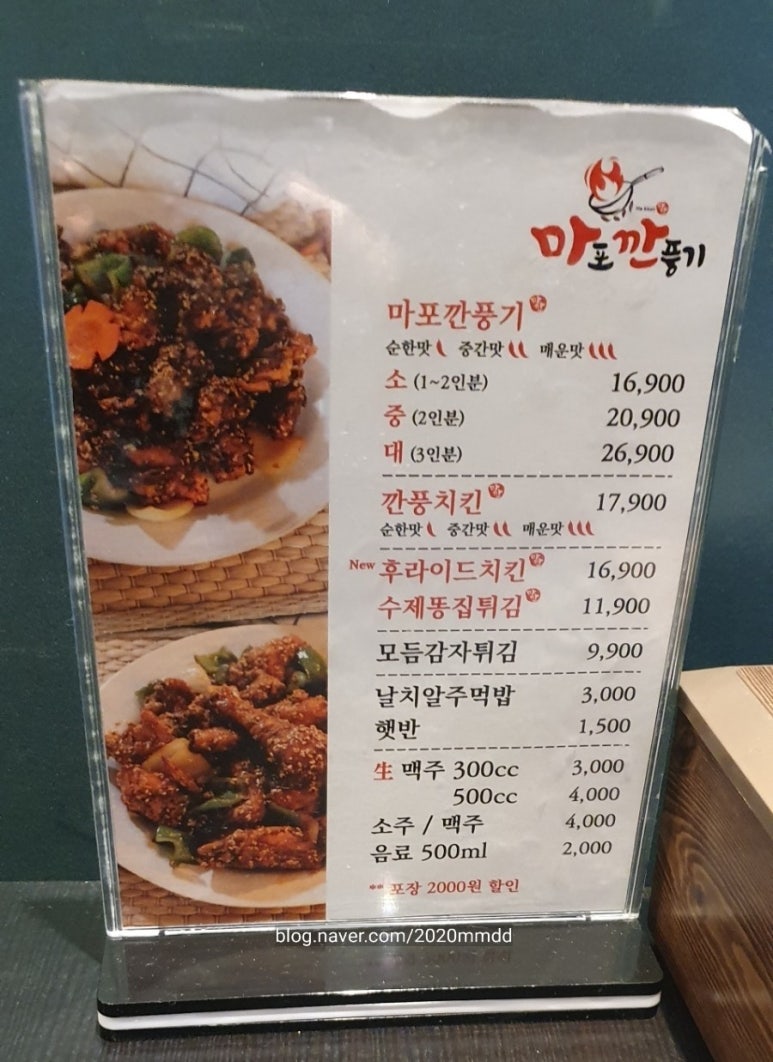 마포깐풍기
마포깐풍기
순한맛 중간맛 매운맛
소 (1~2인분) 16,900
중 (2인분) 20,900
대 (3인분) 26,900
깐풍치킨 17,900
순한맛 중간맛 매운맛
New 후라이드치킨 16,900
수제똥집튀김 11,900
모듬감자튀김 9,900
날치알주먹밥 3,000
햇반 1,500
生 맥주 300cc 3,000
500cc 4,000
소주 / 맥주 4,000
음료 500ml 2,000
** 포장 2000원 할인
blog.naver.com/2020mmdd